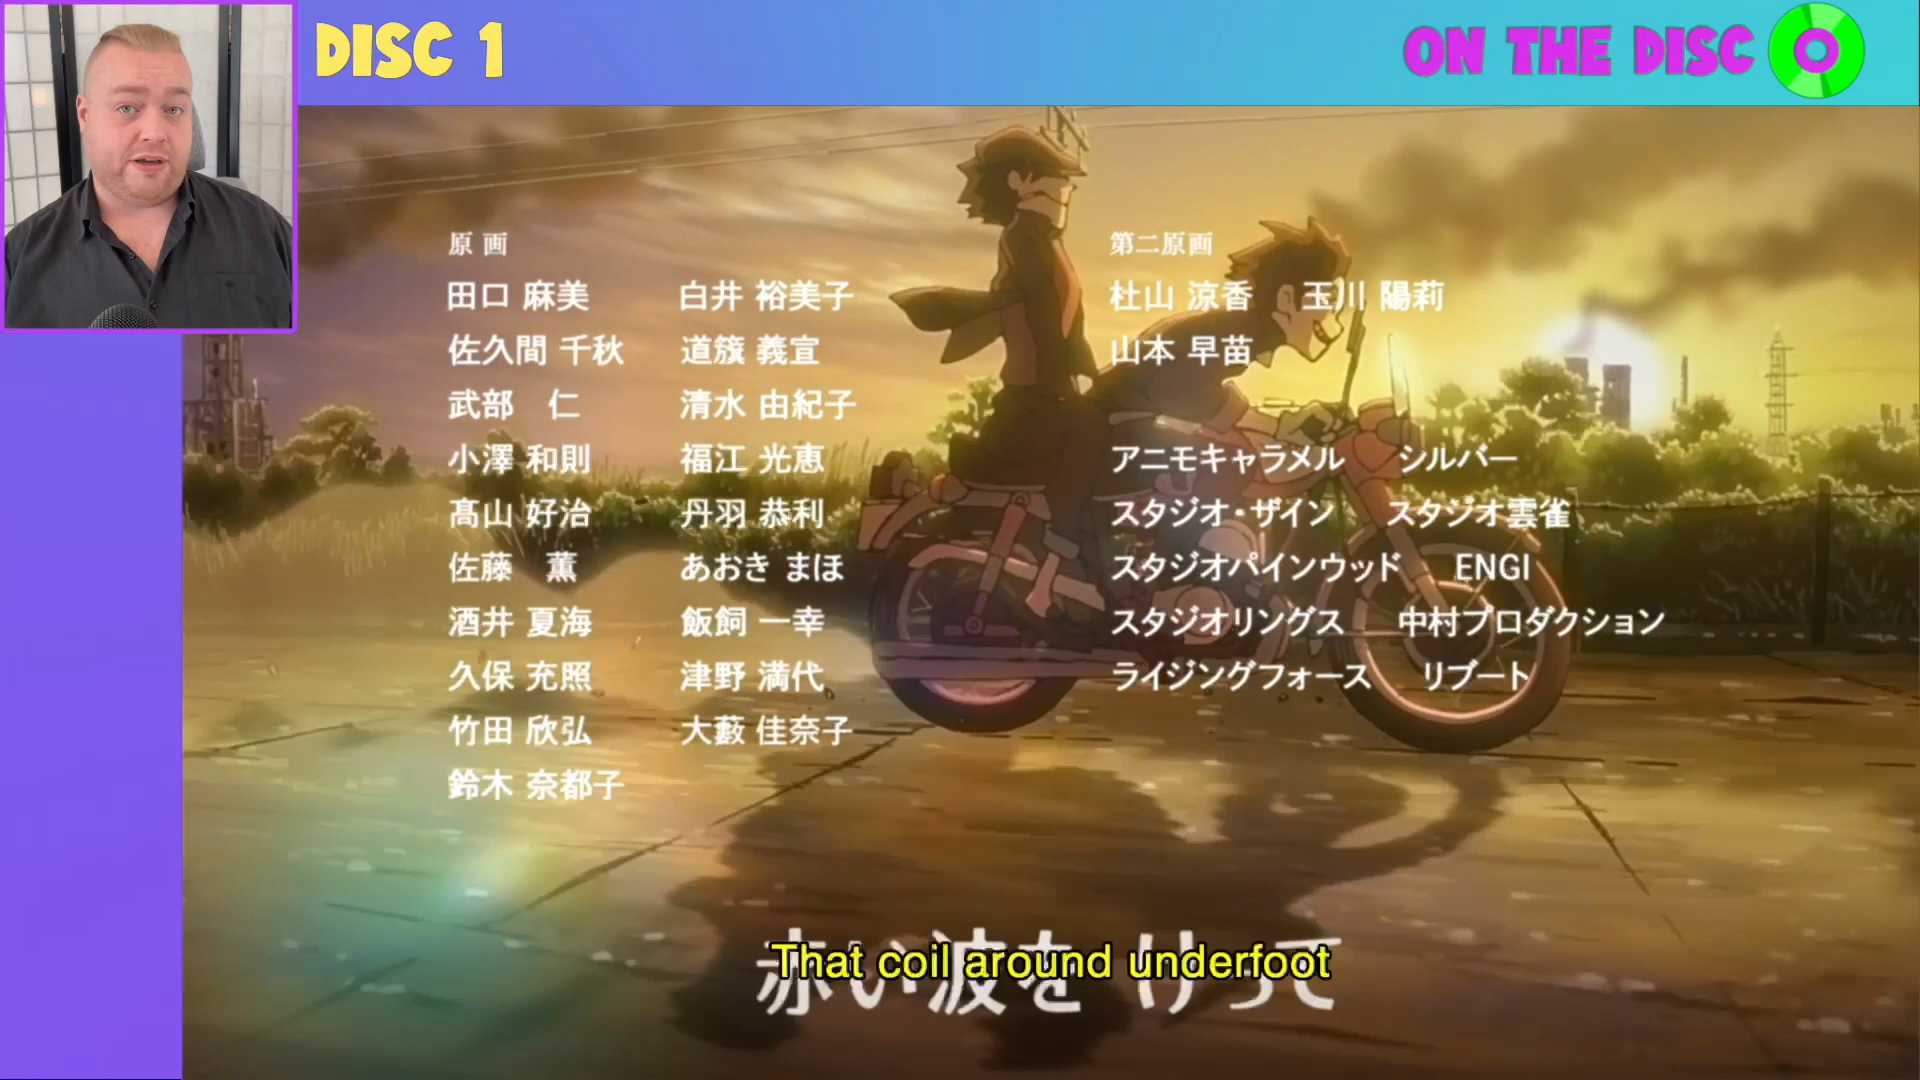 DISC 1
ON THE DISC
原画
田口 麻美 白井 裕美子
佐久間 千秋 道籏 義宣
武部 仁 清水 由紀子
小澤 和則 福江 光恵
髙山 好治 丹羽 恭利
佐藤 薫 あおき まほ
酒井 夏海 飯飼 一幸
久保 充照 津野 満代
竹田 欣弘 大藪 佳奈子
鈴木 奈都子
第二原画
杜山 涼香 玉川 陽莉
山本 早苗
アニモキャラメル シルバー
スタジオ・ザイン スタジオ雲雀
スタジオパインウッド ENGI
スタジオリングス 中村プロダクション
ライジングフォース リブート
That coil around underfoot
赤い波を けって